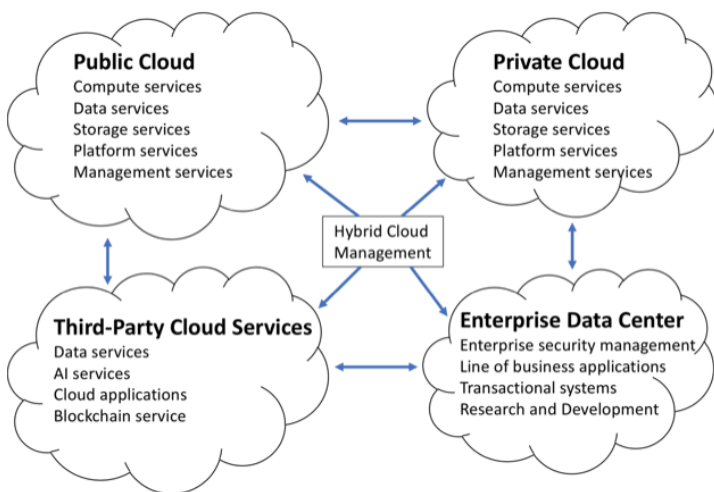 Public Cloud
Compute services
Data services
Storage services
Platform services
Management services
Private Cloud
Compute services
Data services
Storage services
Platform services
Management services
Hybrid Cloud
Management
Third-Party Cloud Services
Data services
AI services
Cloud applications
Blockchain service
Enterprise Data Center
Enterprise security management
Line of business applications
Transactional systems
Research and Development